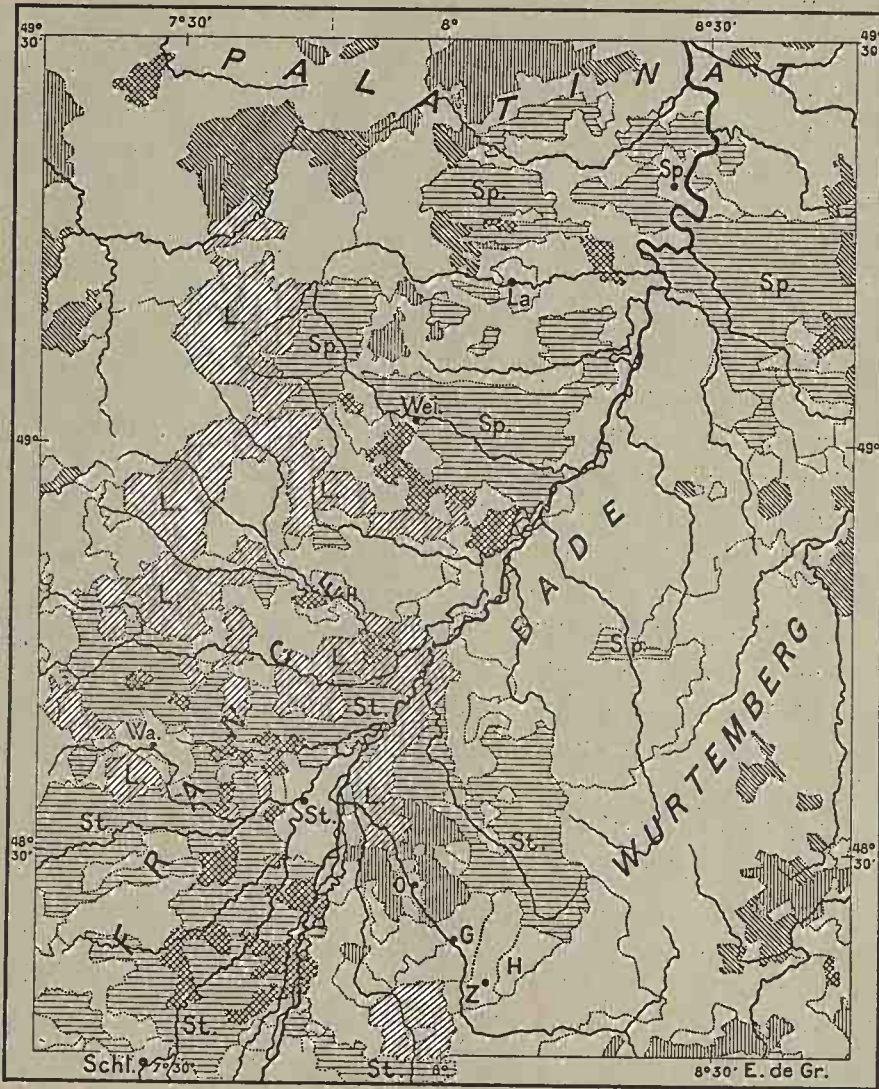 7°30' 8° 8°30'
49° 30' 49° 30'
PALATINAT
Sp.
Sp.
Sp.
La
L. Sp.
Wei. Sp.
49° 49°
L. L.
BADE
L. H
L. Sp.
St.
Wa.
L. L.
St. St. St.
WURTEMBERG
48° 30' 48° 30'
O
G
H
Z
St.
Schl. 7°30' St. 8° 8°30' E. de Gr.